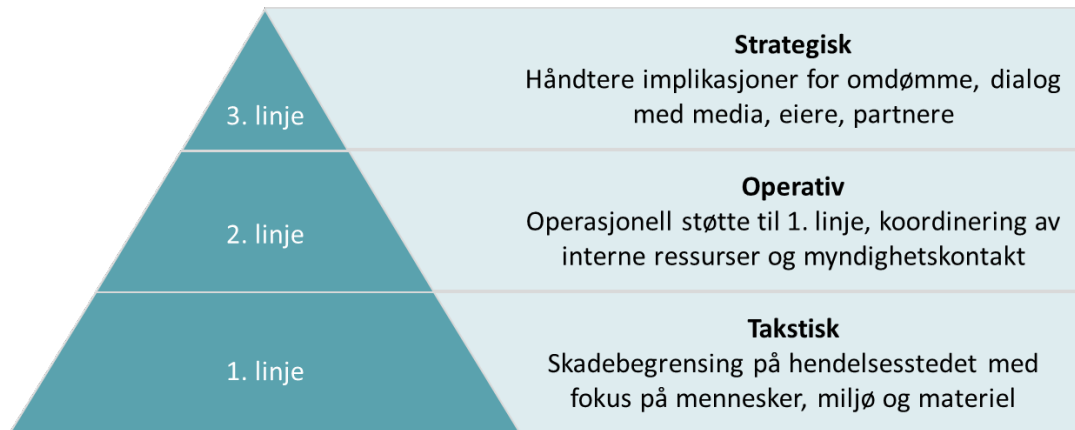 3. linje
Strategisk
Håndtere implikasjoner for omdømme, dialog
med media, eiere, partnere
2. linje
Operativ
Operasjonell støtte til 1. linje, koordinering av
interne ressurser og myndighetskontakt
1. linje
Takstisk
Skadebegrensing på hendelsesstedet med
fokus på mennesker, miljø og materiel